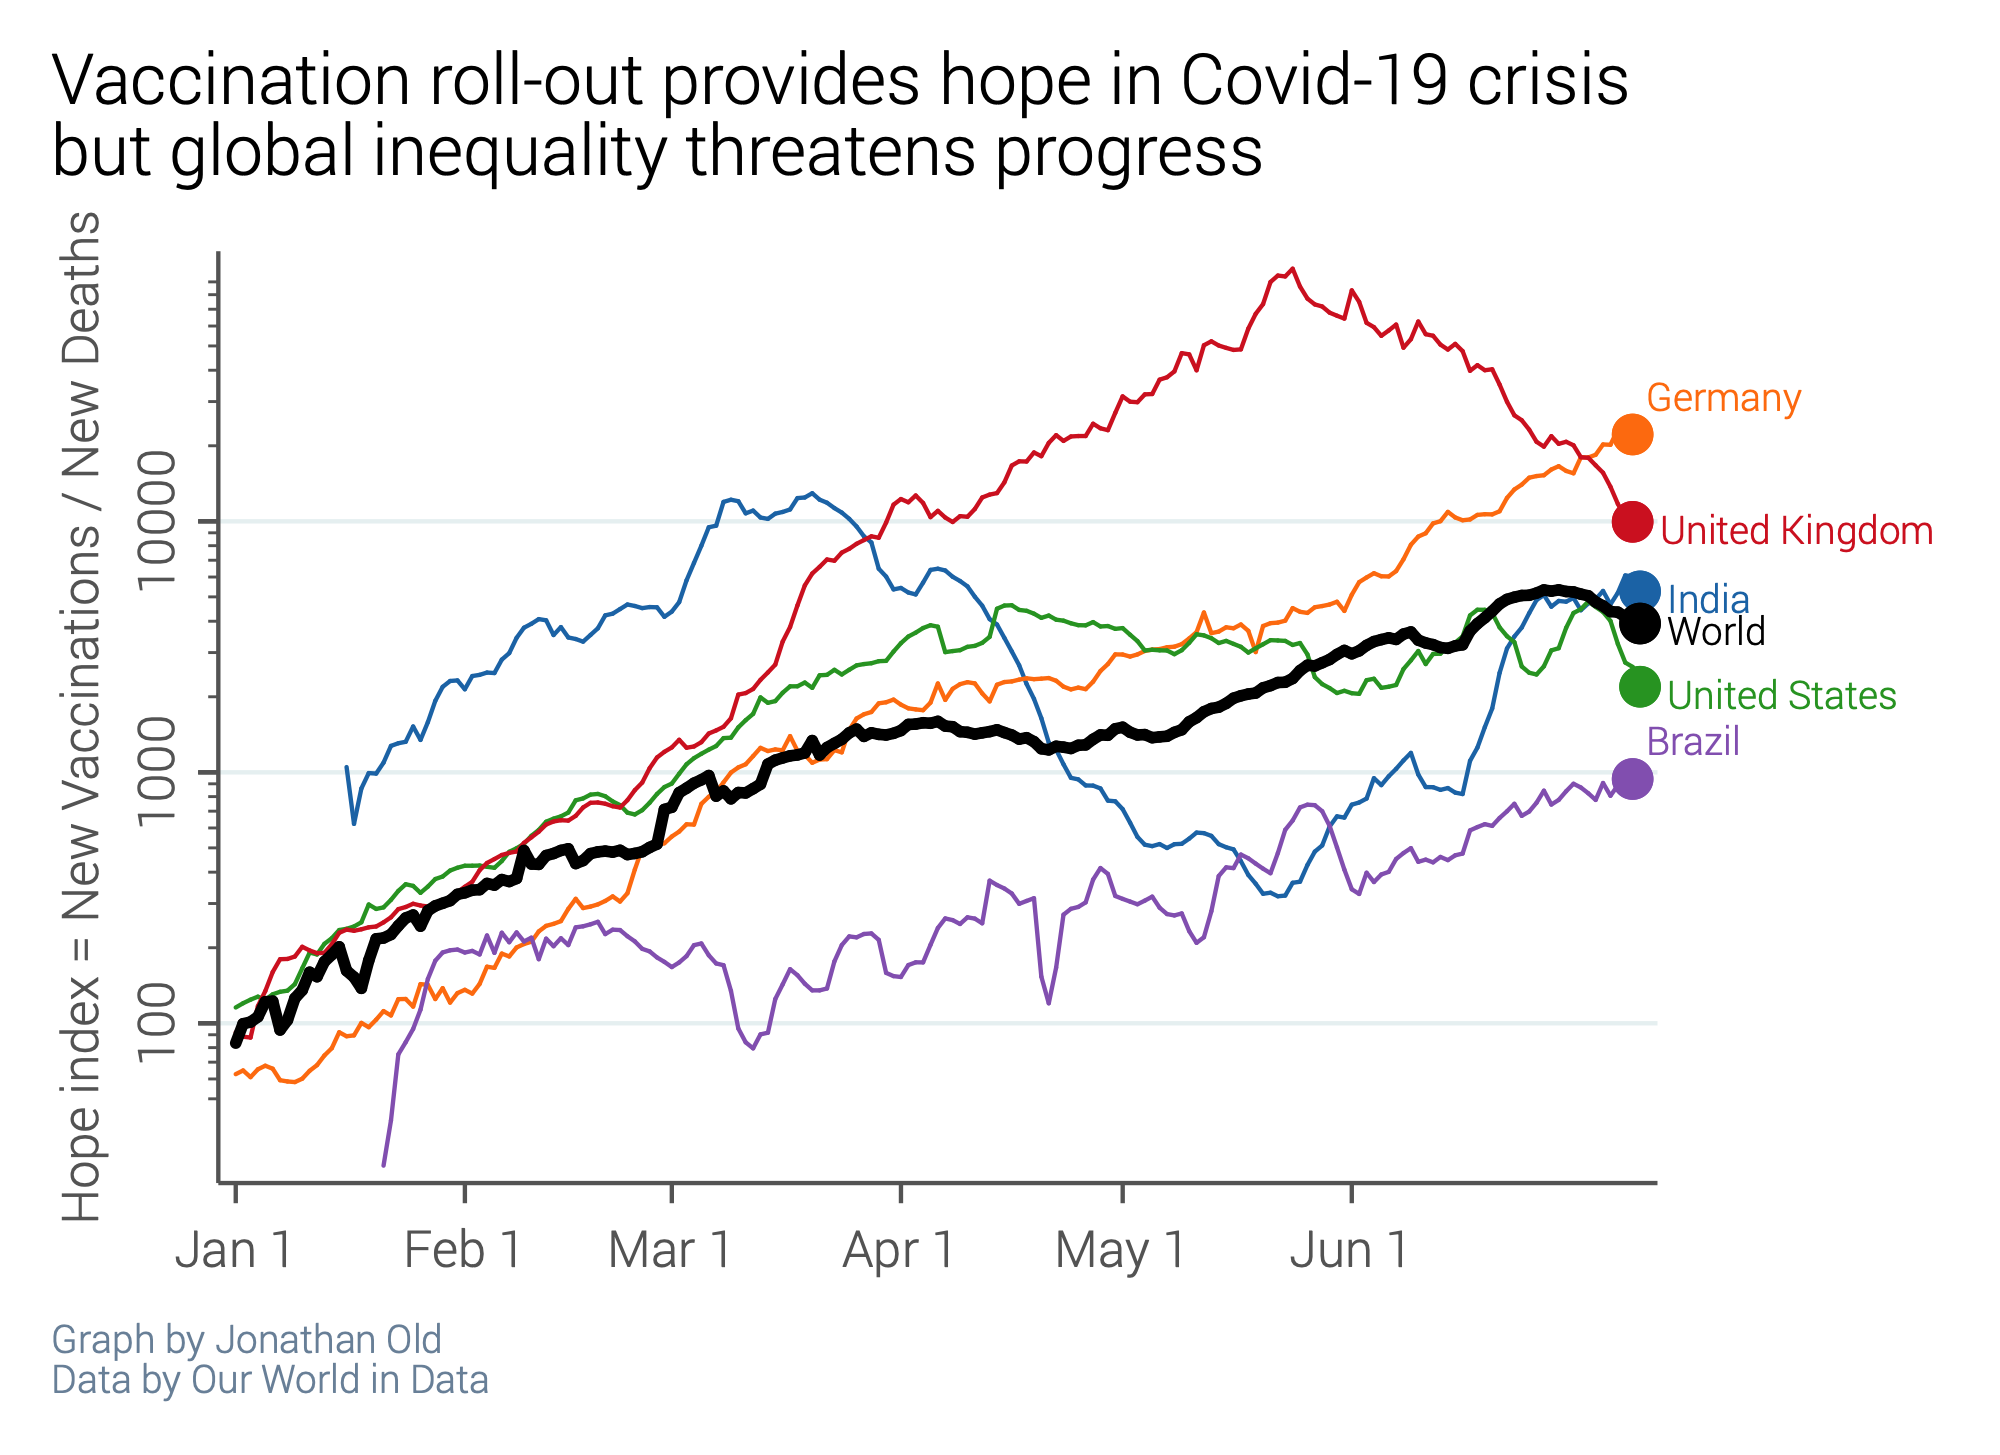 Vaccination roll-out provides hope in Covid-19 crisis
but global inequality threatens progress
Hope index = New Vaccinations / New Deaths
10000
1000
100
Germany
United Kingdom
India
World
United States
Brazil
Jan 1
Feb 1
Mar 1
Apr 1
May 1
Jun 1
Graph by Jonathan Old
Data by Our World in Data